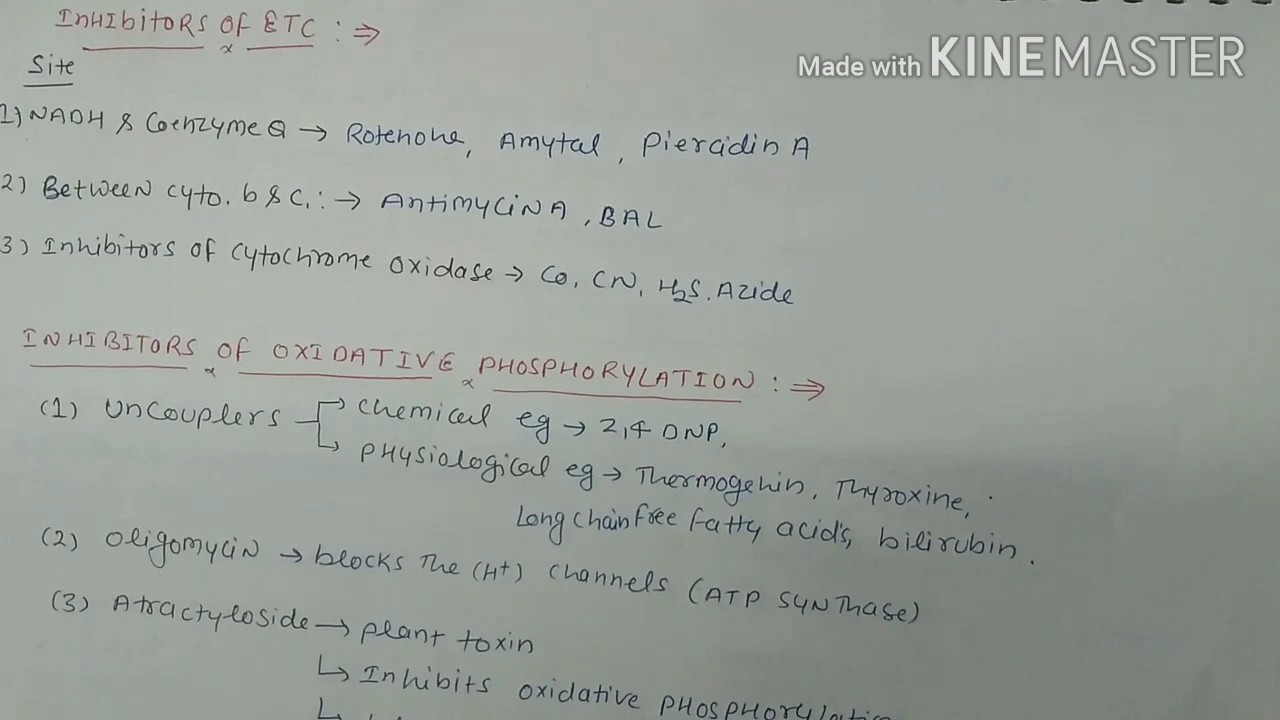 InHIbitoRS OF ETC : ⇒
Made with KINEMASTER
Site
1) NADH & CoenzymeQ → Rotenone, Amytal, Pieradin A
2) Between cyto. b & C₁ : → AntimyciN A, BAL
3) Inhibitors of Cytochrome oxidase → CO, CN, H₂S. Azide
INHIBITORS OF OXIDATIVE PHOSPHORYLATION : ⇒
(1) Uncouplers → Chemical eg → 2,4 DNP,
→ PHysiological eg → Thermogenin, Thyroxine,
Long chain free fatty acid's, bilirubin.
(2) Oligomycin → blocks The (H⁺) channels (ATP SYNThase)
(3) Atractyloside → plant toxin
↳ Inhibits oxidative PHOSPHorylation